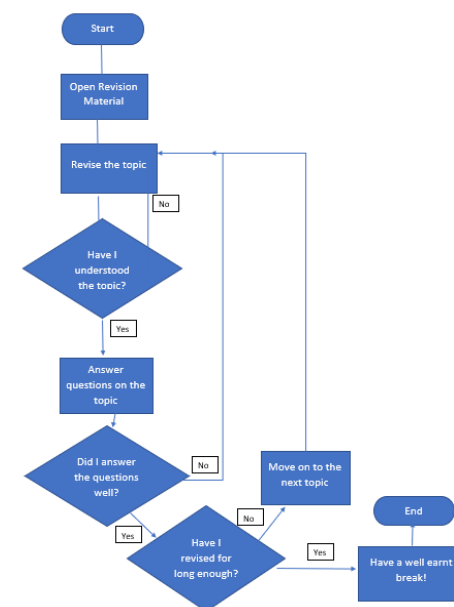 Start
Open Revision
Material
Revise the topic
No
Have I
understood
the topic?
Yes
Answer
questions on the
topic
Did I answer
the questions
well?
No
Yes
Move on to the
next topic
No
Have I
revised for
long enough?
Yes
End
Have a well earnt
break!